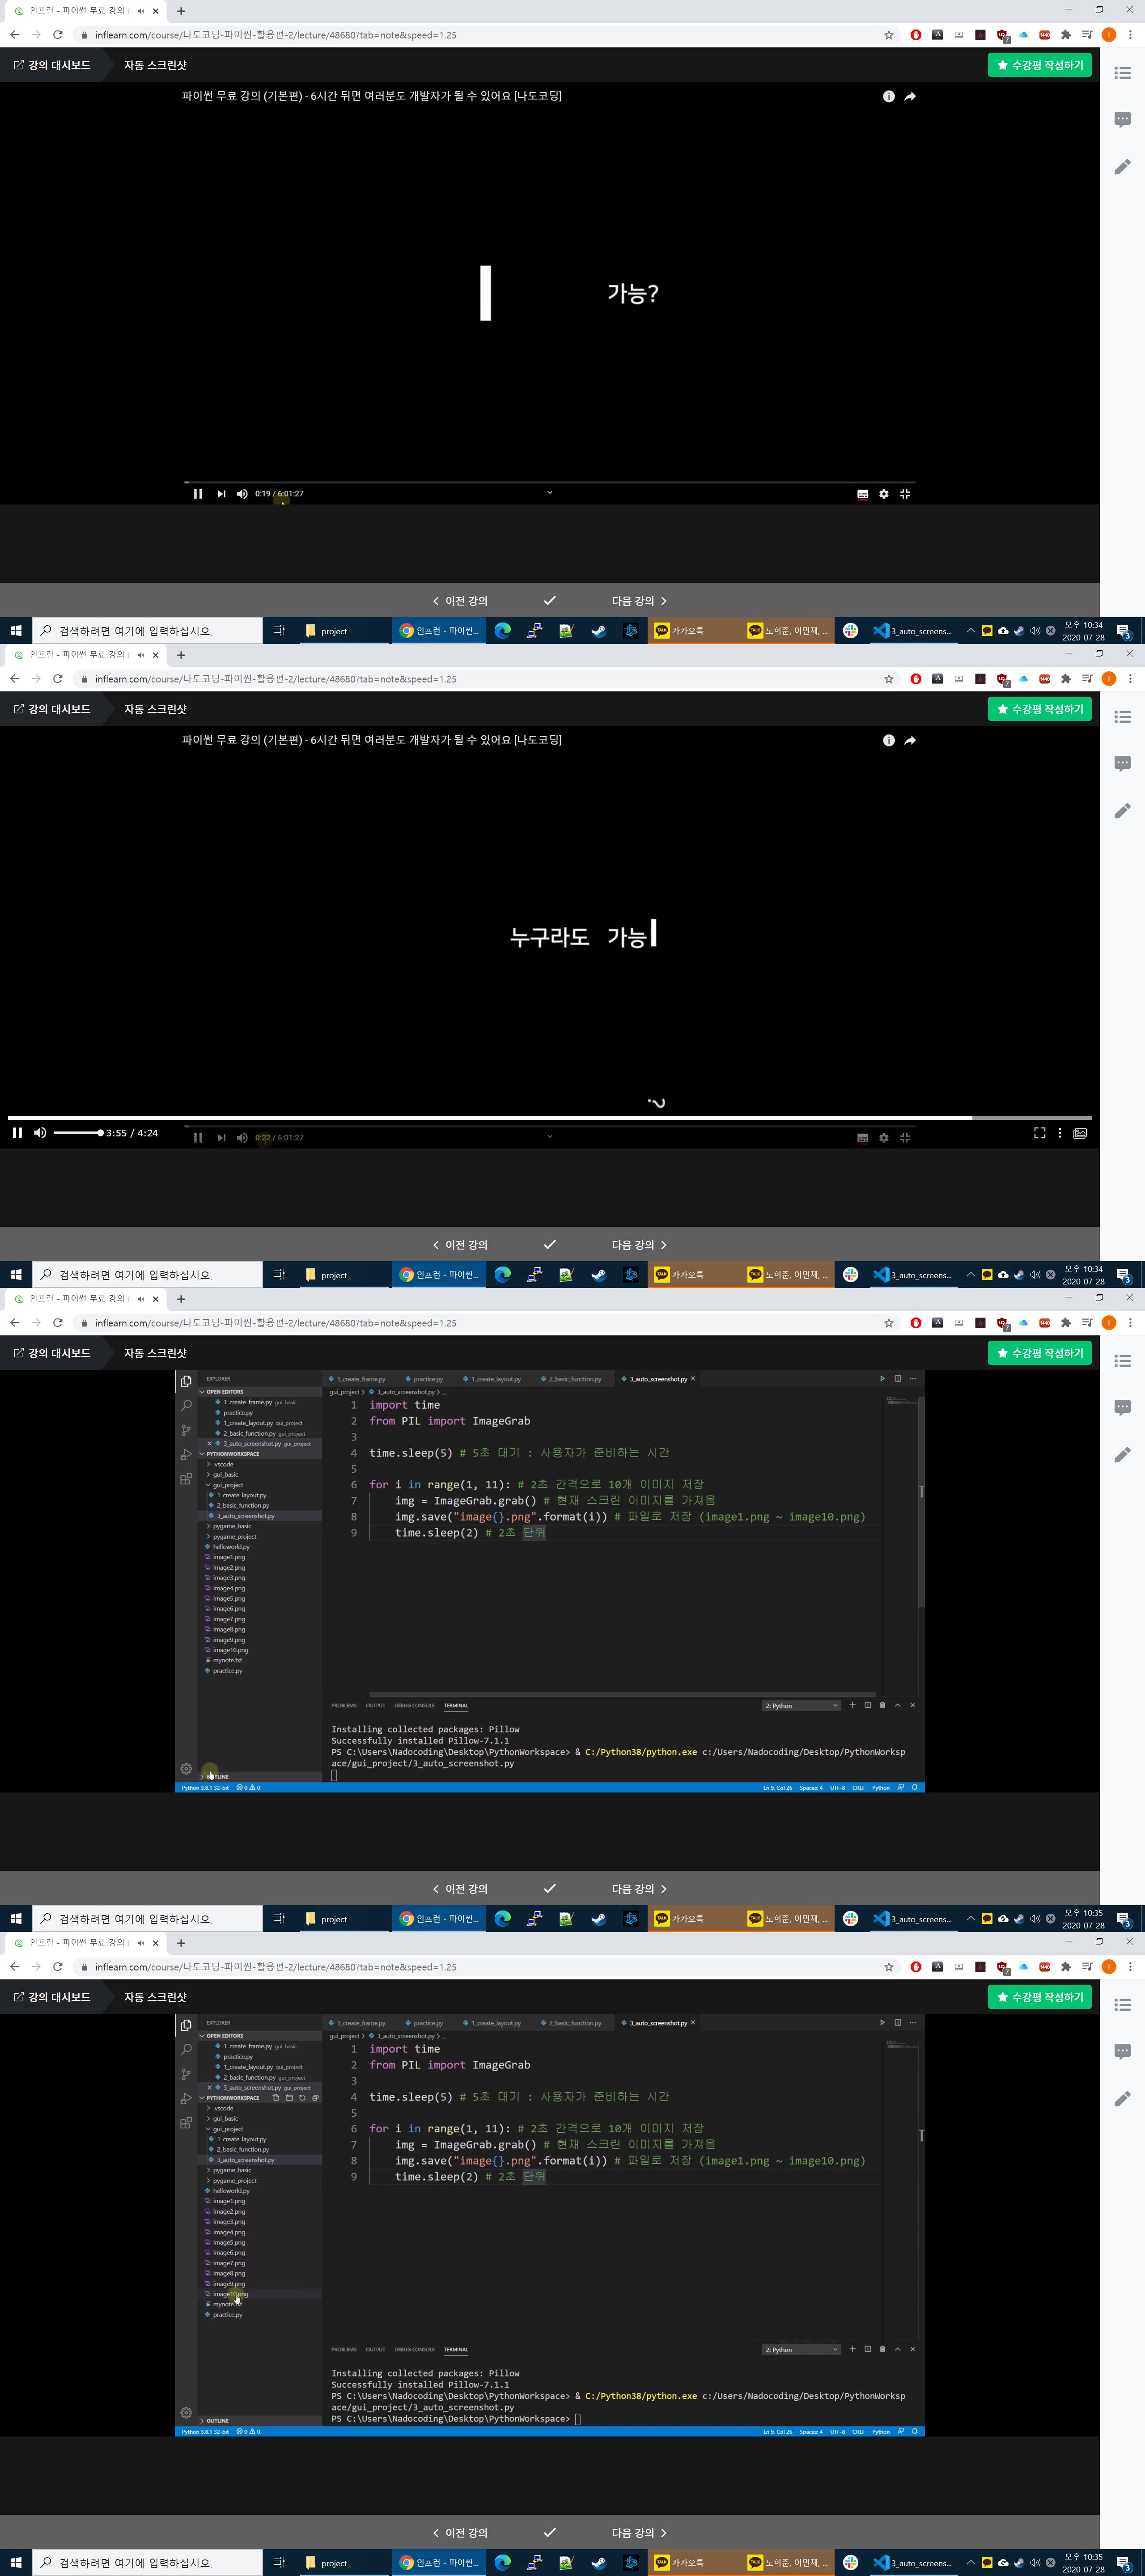 인프런 - 파이썬 무료 강의
inflearn.com/course/나도코딩-파이썬-활용편-2/lecture/48680?tab=note&speed=1.25
강의 대시보드
자동 스크린샷
수강평 작성하기
파이썬 무료 강의 (기본편) - 6시간 뒤면 여러분도 개발자가 될 수 있어요 [나도코딩]
가능?
0:19 / 6:01:27
이전 강의
다음 강의
검색하려면 여기에 입력하십시오.
project
인프런 - 파이썬...
카카오톡
노희준, 이민재, ...
3_auto_screens...
오후 10:34
2020-07-28
인프런 - 파이썬 무료 강의
inflearn.com/course/나도코딩-파이썬-활용편-2/lecture/48680?tab=note&speed=1.25
강의 대시보드
자동 스크린샷
수강평 작성하기
파이썬 무료 강의 (기본편) - 6시간 뒤면 여러분도 개발자가 될 수 있어요 [나도코딩]
누구라도 가능
?
3:55 / 4:24
0:22 / 6:01:27
이전 강의
다음 강의
검색하려면 여기에 입력하십시오.
project
인프런 - 파이썬...
카카오톡
노희준, 이민재, ...
3_auto_screens...
오후 10:34
2020-07-28
인프런 - 파이썬 무료 강의
inflearn.com/course/나도코딩-파이썬-활용편-2/lecture/48680?tab=note&speed=1.25
강의 대시보드
자동 스크린샷
수강평 작성하기
EXPLORER
OPEN EDITORS
1_create_frame.py gui_basic
practice.py
1_create_layout.py gui_project
2_basic_function.py gui_project
3_auto_screenshot.py gui_project
PYTHONWORKSPACE
.vscode
gui_basic
gui_project
1_create_layout.py
2_basic_function.py
3_auto_screenshot.py
pygame_basic
pygame_project
helloworld.py
image1.png
image2.png
image3.png
image4.png
image5.png
image6.png
image7.png
image8.png
image9.png
image10.png
mynote.txt
practice.py
OUTLINE
1_create_frame.py
practice.py
1_create_layout.py
2_basic_function.py
3_auto_screenshot.py
gui_project > 3_auto_screenshot.py > ...
1 import time
2 from PIL import ImageGrab
3
4 time.sleep(5) # 5초 대기 : 사용자가 준비하는 시간
5
6 for i in range(1, 11): # 2초 간격으로 10개 이미지 저장
7 img = ImageGrab.grab() # 현재 스크린 이미지를 가져옴
8 img.save("image{}.png".format(i)) # 파일로 저장 (image1.png ~ image10.png)
9 time.sleep(2) # 2초 단위
PROBLEMS OUTPUT DEBUG CONSOLE TERMINAL
2: Python
Installing collected packages: Pillow
Successfully installed Pillow-7.1.1
PS C:\Users\Nadocoding\Desktop\PythonWorkspace> & C:/Python38/python.exe c:/Users/Nadocoding/Desktop/PythonWorksp
ace/gui_project/3_auto_screenshot.py
Python 3.8.1 32-bit 0 0
Ln 9, Col 26 Spaces: 4 UTF-8 CRLF Python
이전 강의
다음 강의
검색하려면 여기에 입력하십시오.
project
인프런 - 파이썬...
카카오톡
노희준, 이민재, ...
3_auto_screens...
오후 10:35
2020-07-28
인프런 - 파이썬 무료 강의
inflearn.com/course/나도코딩-파이썬-활용편-2/lecture/48680?tab=note&speed=1.25
강의 대시보드
자동 스크린샷
수강평 작성하기
EXPLORER
OPEN EDITORS
1_create_frame.py gui_basic
practice.py
1_create_layout.py gui_project
2_basic_function.py gui_project
3_auto_screenshot.py gui_project
PYTHONWORKSPACE
.vscode
gui_basic
gui_project
1_create_layout.py
2_basic_function.py
3_auto_screenshot.py
pygame_basic
pygame_project
helloworld.py
image1.png
image2.png
image3.png
image4.png
image5.png
image6.png
image7.png
image8.png
image9.png
image10.png
mynote.txt
practice.py
OUTLINE
1_create_frame.py
practice.py
1_create_layout.py
2_basic_function.py
3_auto_screenshot.py
gui_project > 3_auto_screenshot.py > ...
1 import time
2 from PIL import ImageGrab
3
4 time.sleep(5) # 5초 대기 : 사용자가 준비하는 시간
5
6 for i in range(1, 11): # 2초 간격으로 10개 이미지 저장
7 img = ImageGrab.grab() # 현재 스크린 이미지를 가져옴
8 img.save("image{}.png".format(i)) # 파일로 저장 (image1.png ~ image10.png)
9 time.sleep(2) # 2초 단위
PROBLEMS OUTPUT DEBUG CONSOLE TERMINAL
2: Python
Installing collected packages: Pillow
Successfully installed Pillow-7.1.1
PS C:\Users\Nadocoding\Desktop\PythonWorkspace> & C:/Python38/python.exe c:/Users/Nadocoding/Desktop/PythonWorksp
ace/gui_project/3_auto_screenshot.py
PS C:\Users\Nadocoding\Desktop\PythonWorkspace>
Python 3.8.1 32-bit 0 0
Ln 9, Col 26 Spaces: 4 UTF-8 CRLF Python
이전 강의
다음 강의
검색하려면 여기에 입력하십시오.
project
인프런 - 파이썬...
카카오톡
노희준, 이민재, ...
3_auto_screens...
오후 10:35
2020-07-28